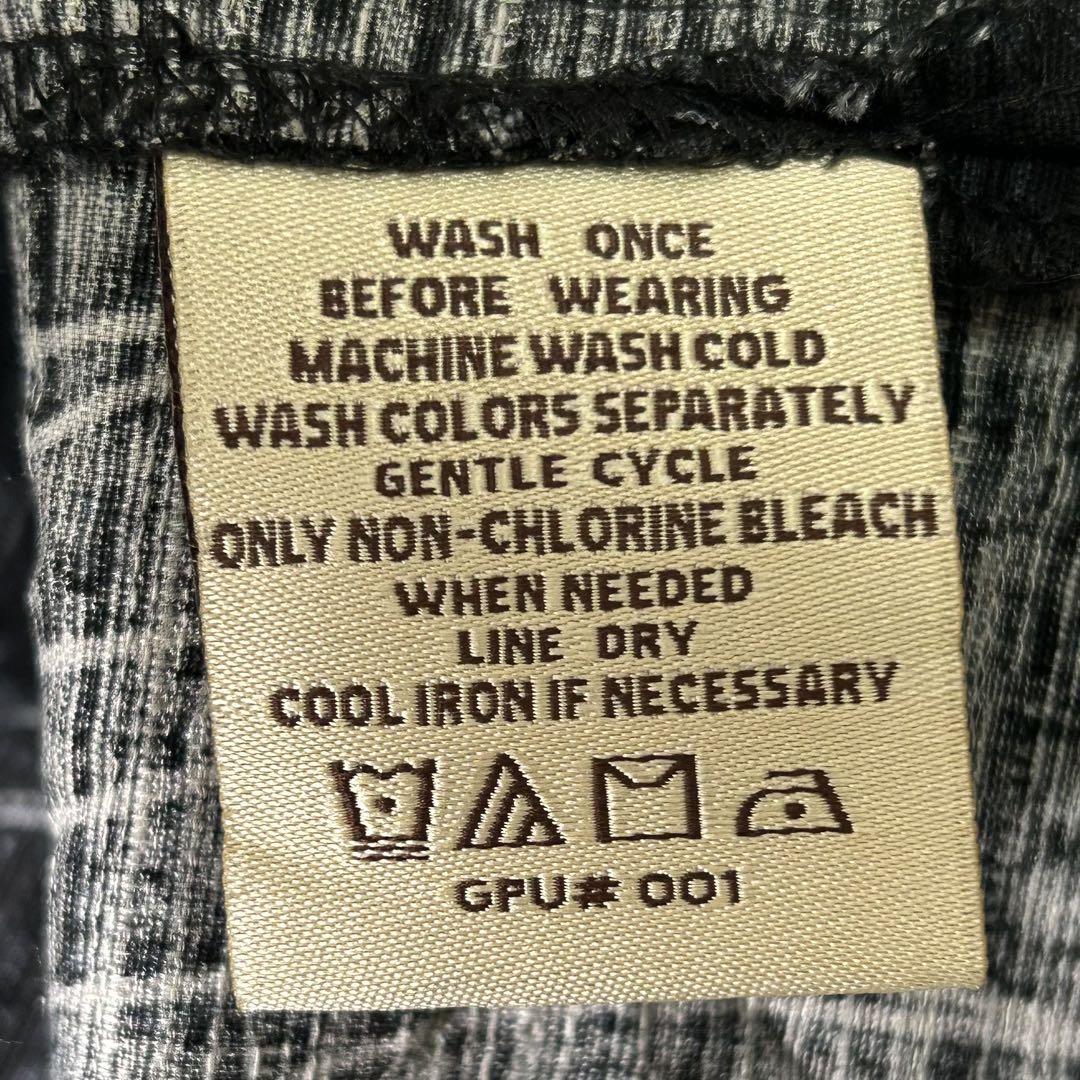 WASH ONCE
BEFORE WEARING
MACHINE WASH COLD
WASH COLORS SEPARATELY
GENTLE CYCLE
ONLY NON-CHLORINE BLEACH
WHEN NEEDED
LINE DRY
COOL IRON IF NECESSARY
GPU# 001